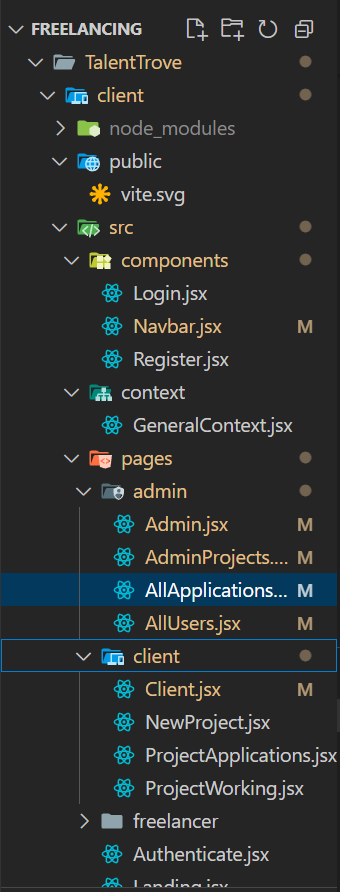 FREELANCING
TalentTrove
client
node_modules
public
vite.svg
src
components
Login.jsx
Navbar.jsx M
Register.jsx
context
GeneralContext.jsx
pages
admin
Admin.jsx M
AdminProjects.... M
AllApplications... M
AllUsers.jsx M
client
Client.jsx M
NewProject.jsx
ProjectApplications.jsx
ProjectWorking.jsx
freelancer
Authenticate.jsx
Landing.jsx